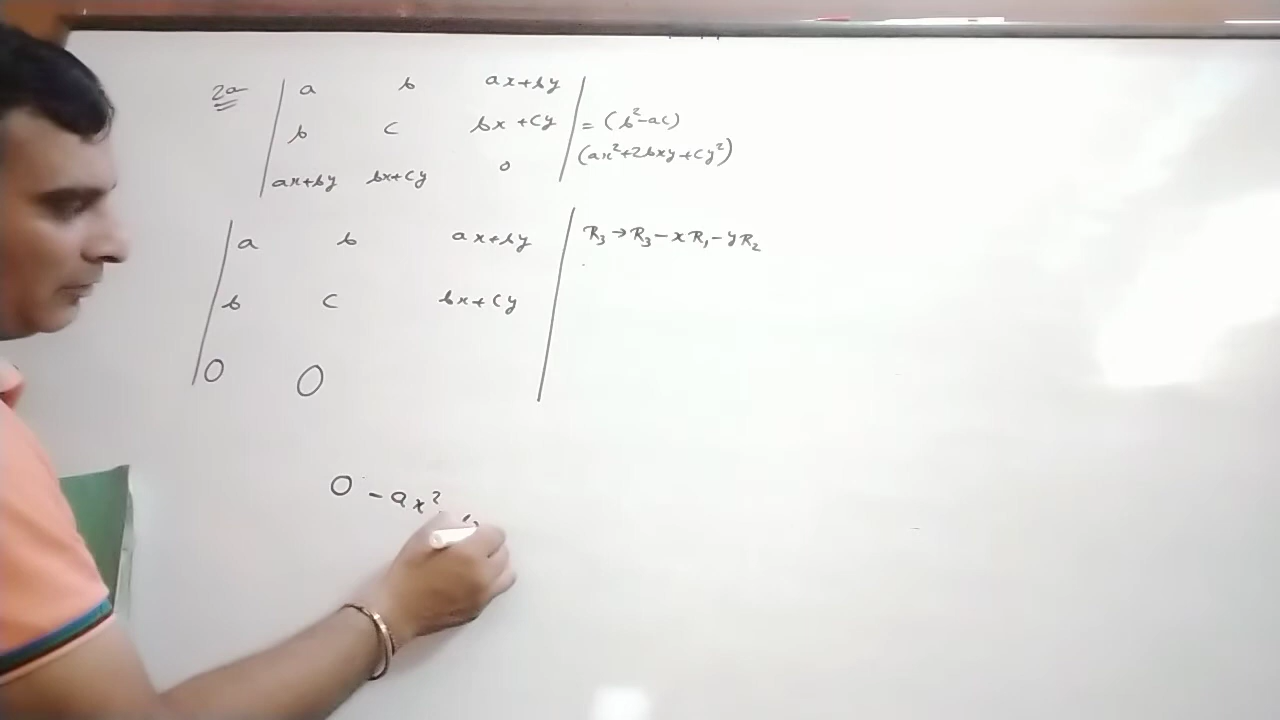 2a | a b ax+by |
| b c bx+cy | = (b²-ac)
| ax+by bx+cy 0 | (ax²+2bxy+cy²)
| a b ax+by | R₃→R₃-xR₁-yR₂
| b c bx+cy |
| 0 0 |
0 - ax²